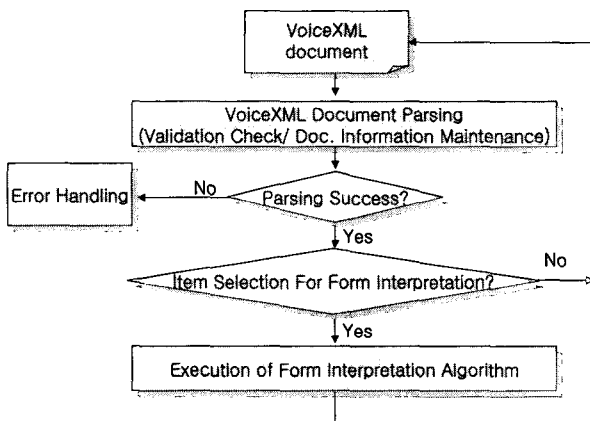 VoiceXML
document
VoiceXML Document Parsing
(Validation Check/ Doc. Information Maintenance)
Error Handling
No
Parsing Success?
Yes
Item Selection For Form Interpretation?
No
Yes
Execution of Form Interpretation Algorithm